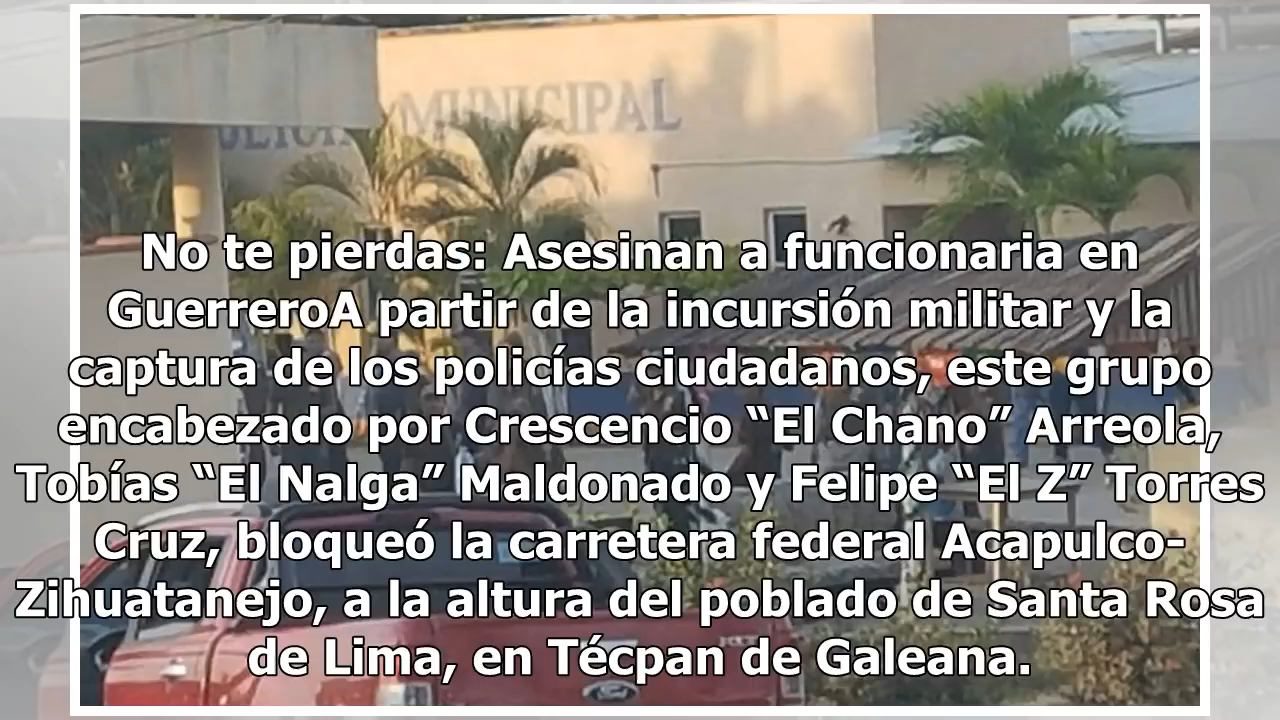 POLICIA MUNICIPAL
No te pierdas: Asesinan a funcionaria en
GuerreroA partir de la incursión militar y la
captura de los policías ciudadanos, este grupo
encabezado por Crescencio “El Chano” Arreola,
Tobías “El Nalga” Maldonado y Felipe “El Z” Torres
Cruz, bloqueó la carretera federal Acapulco-
Zihuatanejo, a la altura del poblado de Santa Rosa
de Lima, en Técpan de Galeana.
Ford